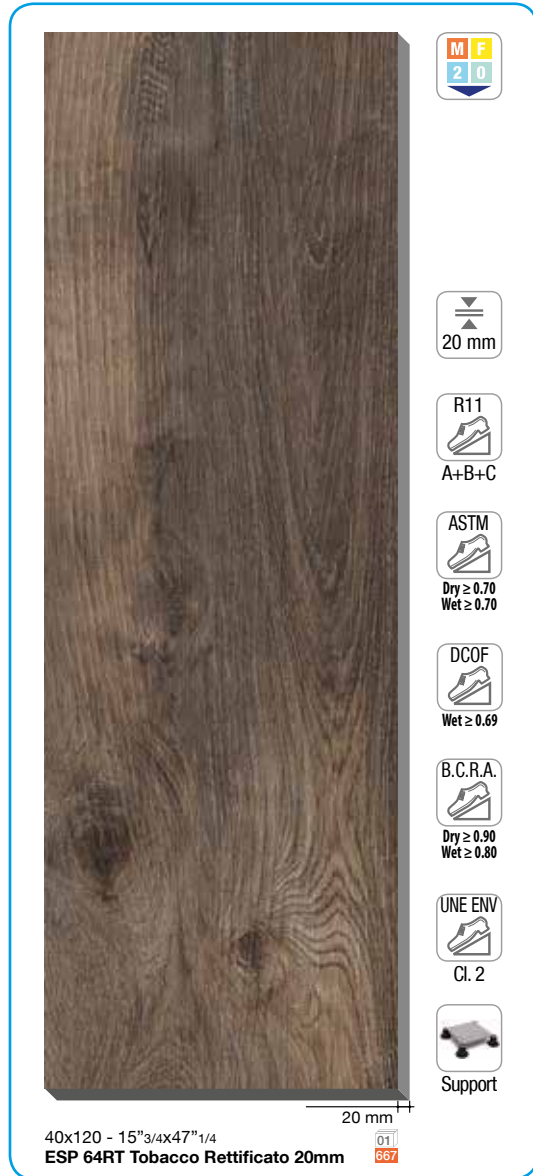 M F
2 0
20 mm
R11
A+B+C
ASTM
Dry ≥ 0.70
Wet ≥ 0.70
DCOF
Wet ≥ 0.69
B.C.R.A.
Dry ≥ 0.90
Wet ≥ 0.80
UNE ENV
Cl. 2
Support
20 mm
40x120 - 15”3/4x47”1/4
01
ESP 64RT Tobacco Rettificato 20mm
667